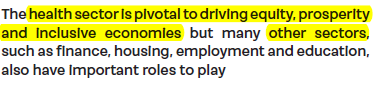 The health sector is pivotal to driving equity, prosperity
and inclusive economies but many other sectors,
such as finance, housing, employment and education,
also have important roles to play